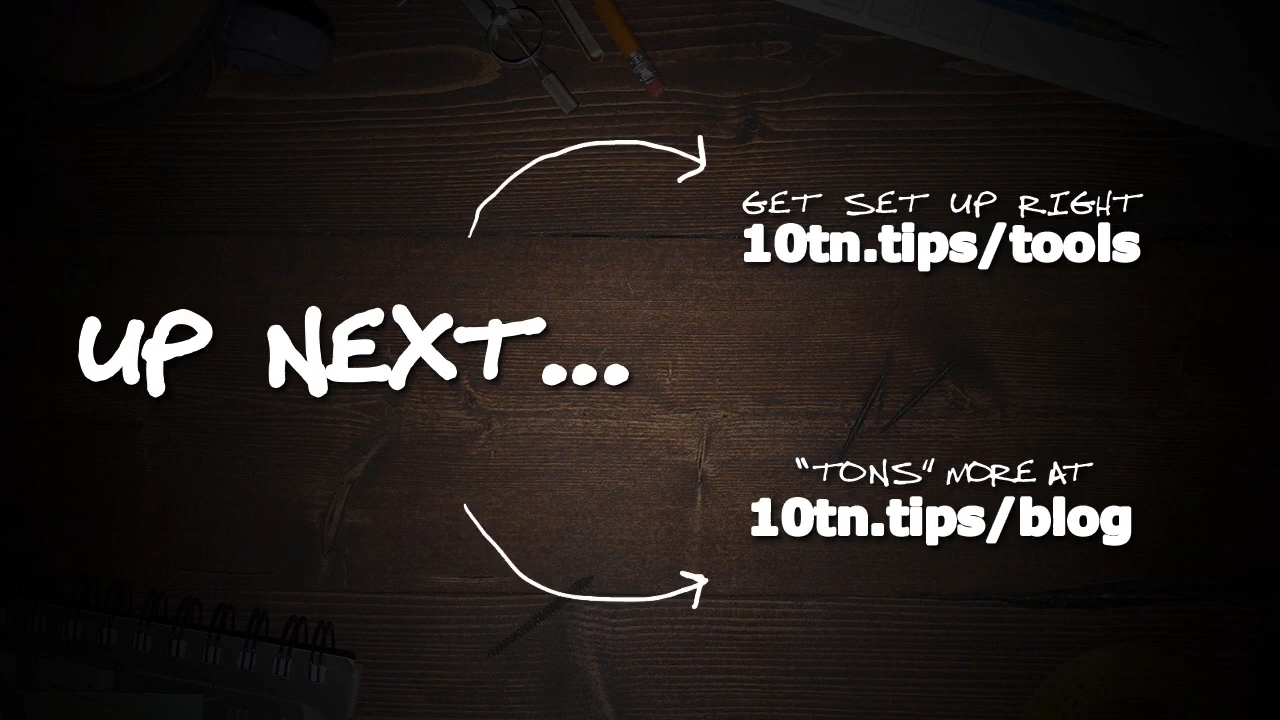 UP NEXT...
GET SET UP RIGHT
10tn.tips/tools
"TONS" MORE AT
10tn.tips/blog